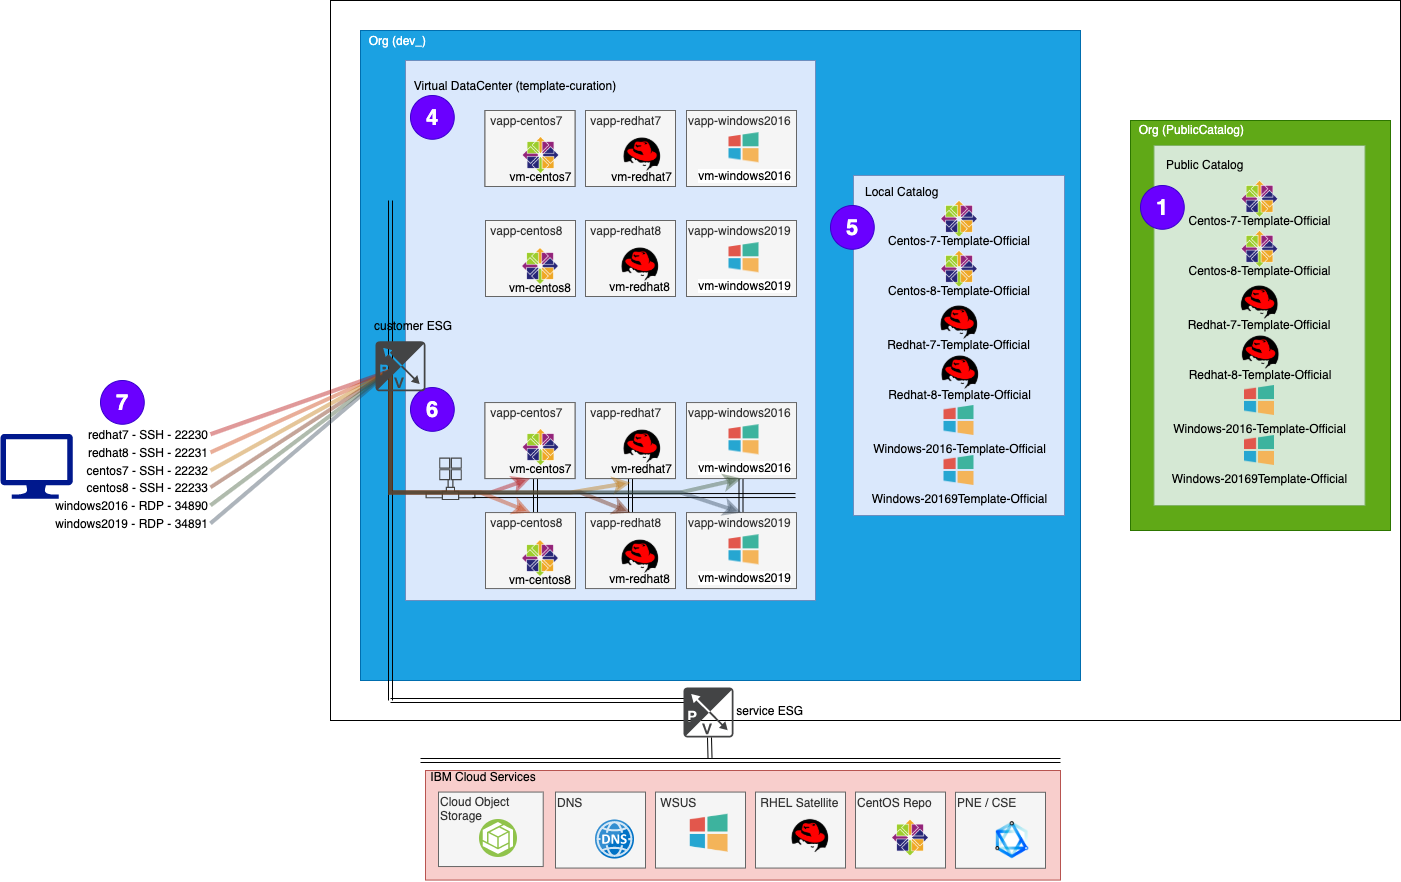 Org (dev_)
Virtual DataCenter (template-curation)
4
vapp-centos7
vm-centos7
vapp-redhat7
vm-redhat7
vapp-windows2016
vm-windows2016
vapp-centos8
vm-centos8
vapp-redhat8
vm-redhat8
vapp-windows2019
vm-windows2019
customer ESG
P
V
6
vapp-centos7
vm-centos7
vapp-redhat7
vm-redhat7
vapp-windows2016
vm-windows2016
vapp-centos8
vm-centos8
vapp-redhat8
vm-redhat8
vapp-windows2019
vm-windows2019
7
redhat7 - SSH - 22230
redhat8 - SSH - 22231
centos7 - SSH - 22232
centos8 - SSH - 22233
windows2016 - RDP - 34890
windows2019 - RDP - 34891
Local Catalog
5
Centos-7-Template-Official
Centos-8-Template-Official
Redhat-7-Template-Official
Redhat-8-Template-Official
Windows-2016-Template-Official
Windows-20169Template-Official
Org (PublicCatalog)
Public Catalog
1
Centos-7-Template-Official
Centos-8-Template-Official
Redhat-7-Template-Official
Redhat-8-Template-Official
Windows-2016-Template-Official
Windows-20169Template-Official
P
V
service ESG
IBM Cloud Services
Cloud Object
Storage
DNS
DNS
WSUS
RHEL Satellite
CentOS Repo
PNE / CSE